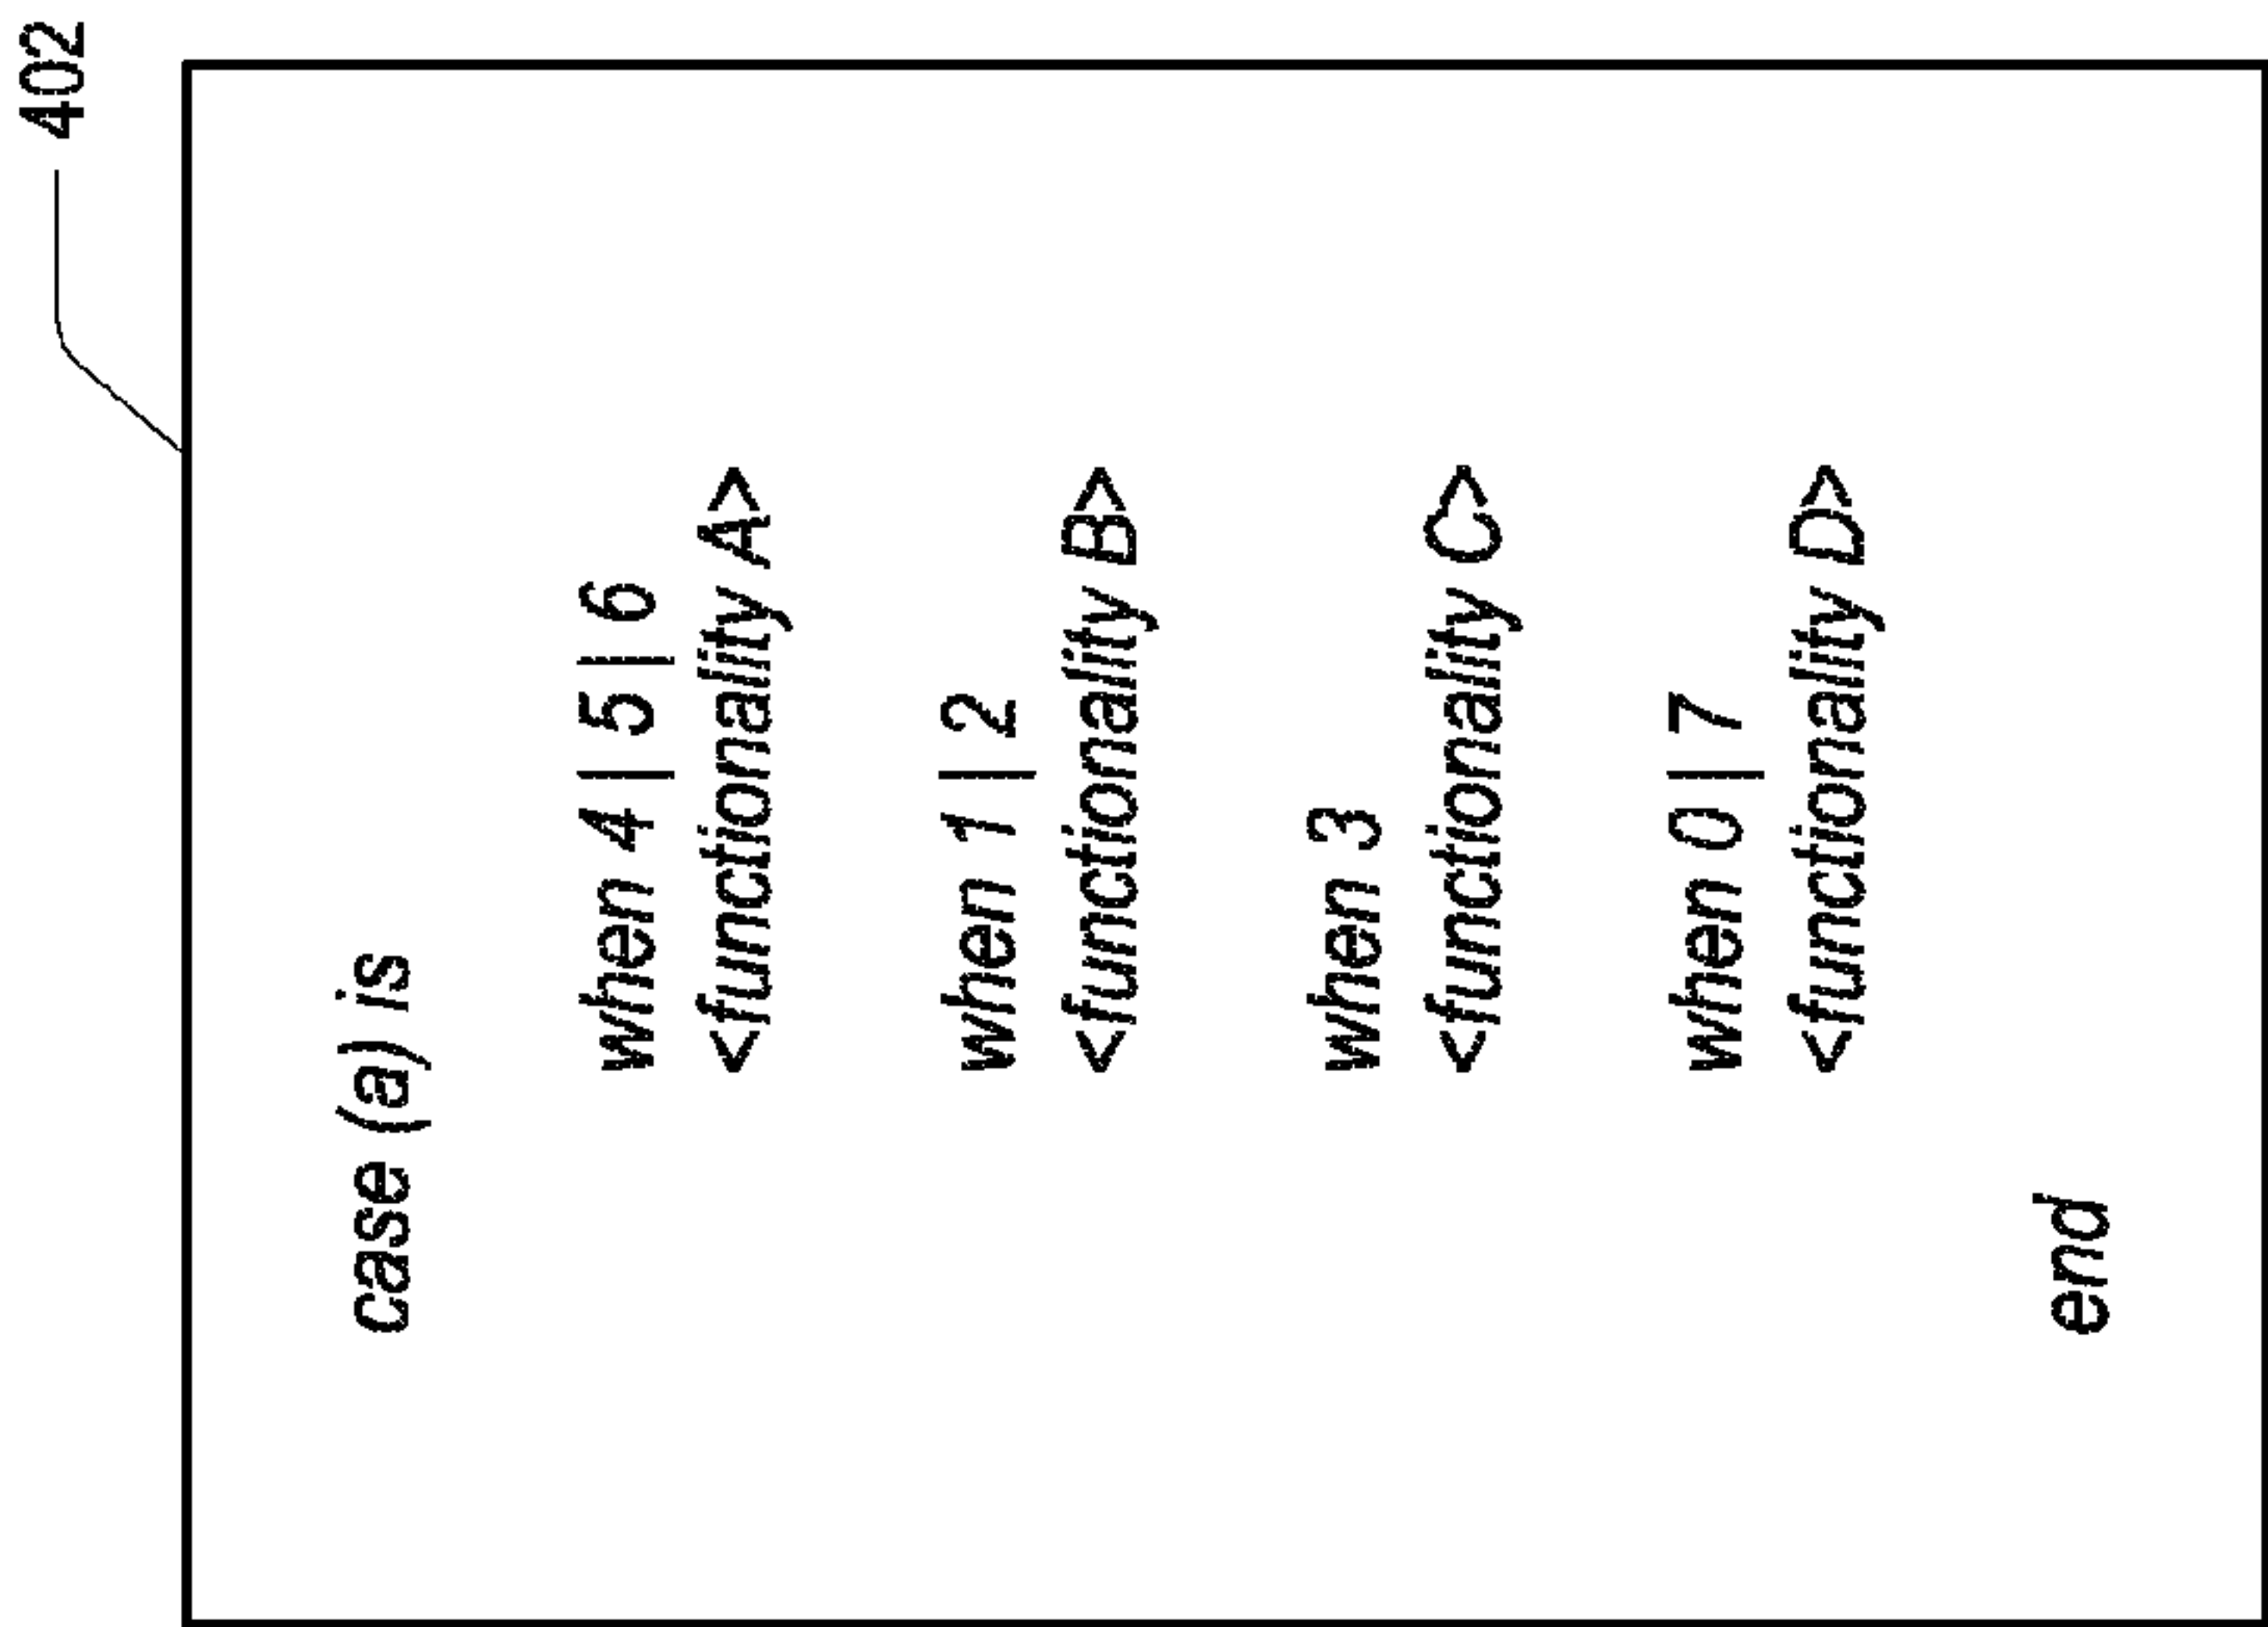 402
case (a) is
when 4 | 5 | 6
<functionality A>
when 1 | 2
<functionality B>
when 3
<functionality C>
when 0 | 7
<functionality D>
end